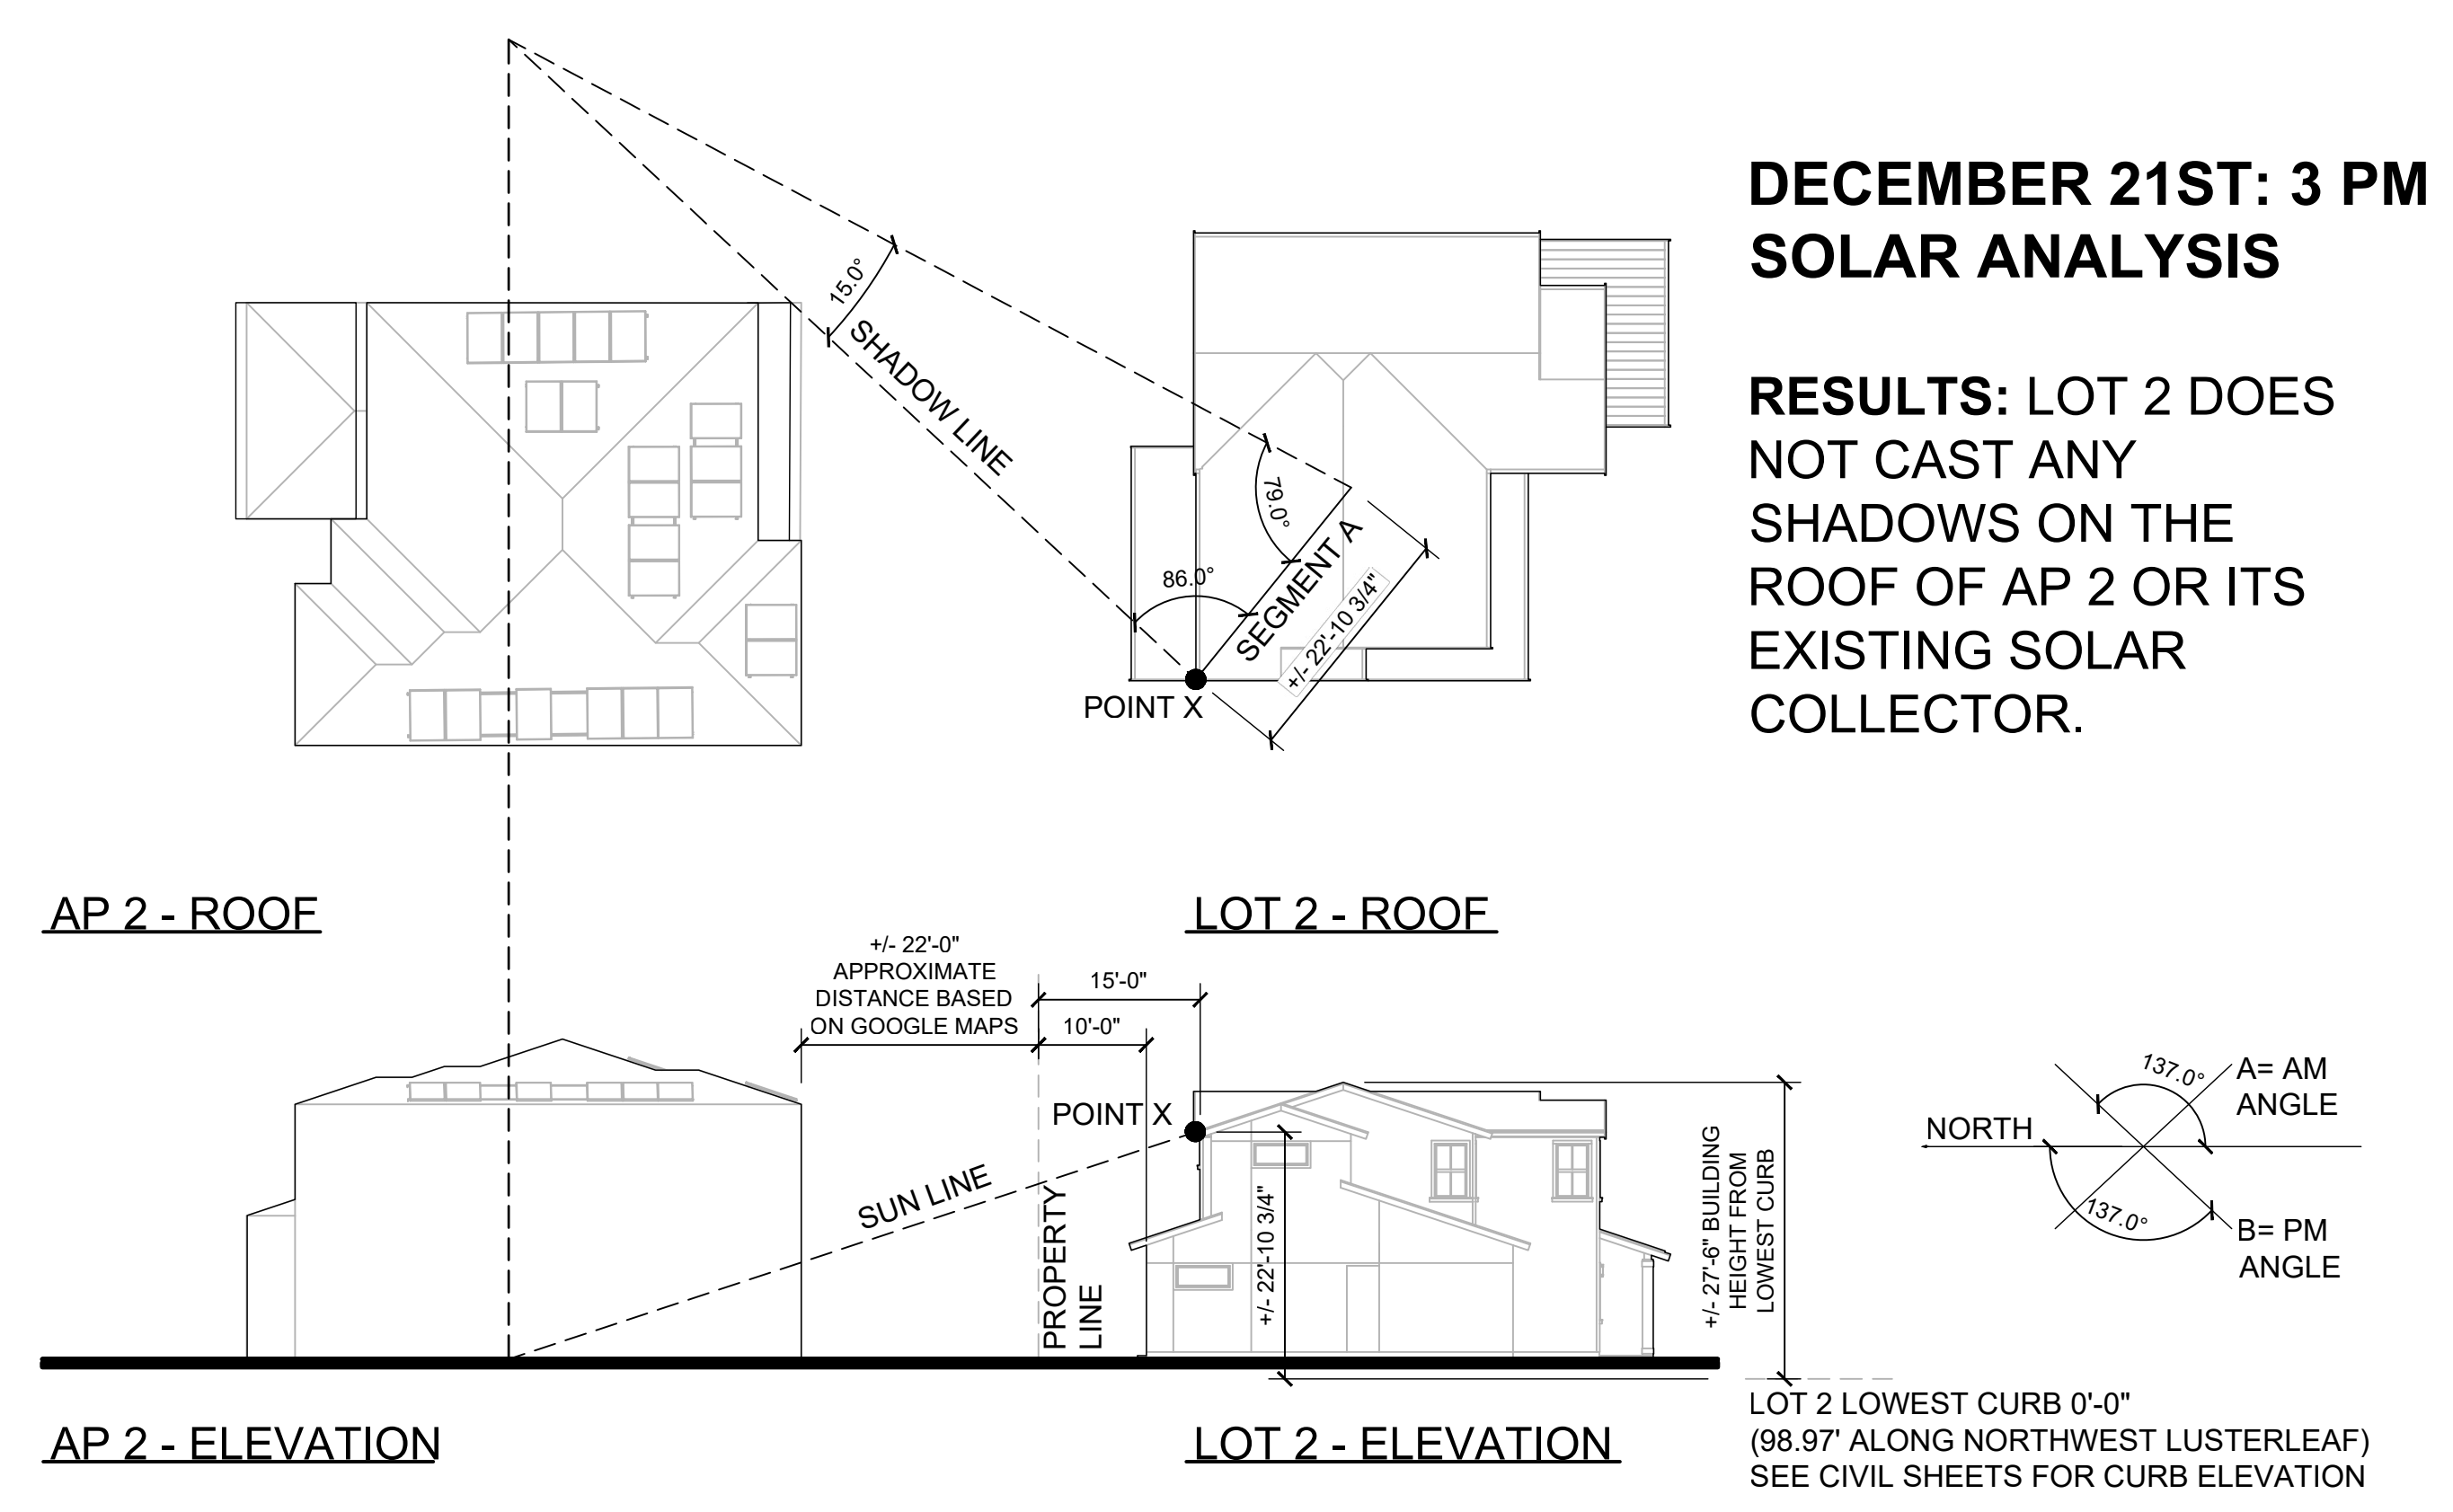 DECEMBER 21ST: 3 PM
SOLAR ANALYSIS
RESULTS: LOT 2 DOES
NOT CAST ANY
SHADOWS ON THE
ROOF OF AP 2 OR ITS
EXISTING SOLAR
COLLECTOR.
15.0°
SHADOW LINE
79.0°
86.0°
SEGMENT A
+/- 22'-10 3/4"
POINT X
AP 2 - ROOF
LOT 2 - ROOF
+/- 22'-0"
APPROXIMATE
DISTANCE BASED
ON GOOGLE MAPS
15'-0"
10'-0"
POINT X
SUN LINE
PROPERTY
LINE
+/- 22'-10 3/4"
+/- 27'-6" BUILDING
HEIGHT FROM
LOWEST CURB
NORTH
137.0°
A= AM
ANGLE
137.0°
B= PM
ANGLE
LOT 2 LOWEST CURB 0'-0"
(98.97' ALONG NORTHWEST LUSTERLEAF)
SEE CIVIL SHEETS FOR CURB ELEVATION
AP 2 - ELEVATION
LOT 2 - ELEVATION